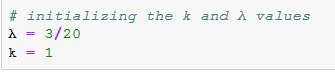 # initializing the k and λ values
λ = 3/20
k = 1